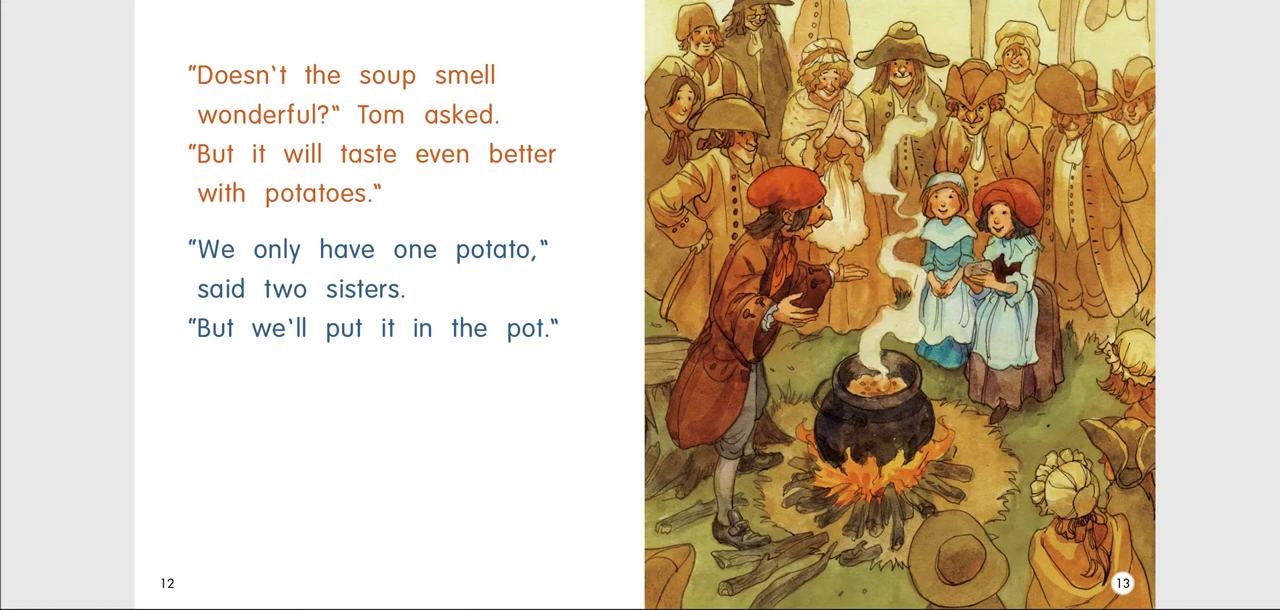 “Doesn't the soup smell
wonderful?” Tom asked.
“But it will taste even better
with potatoes.”
“We only have one potato,”
said two sisters.
“But we'll put it in the pot.”
12
13